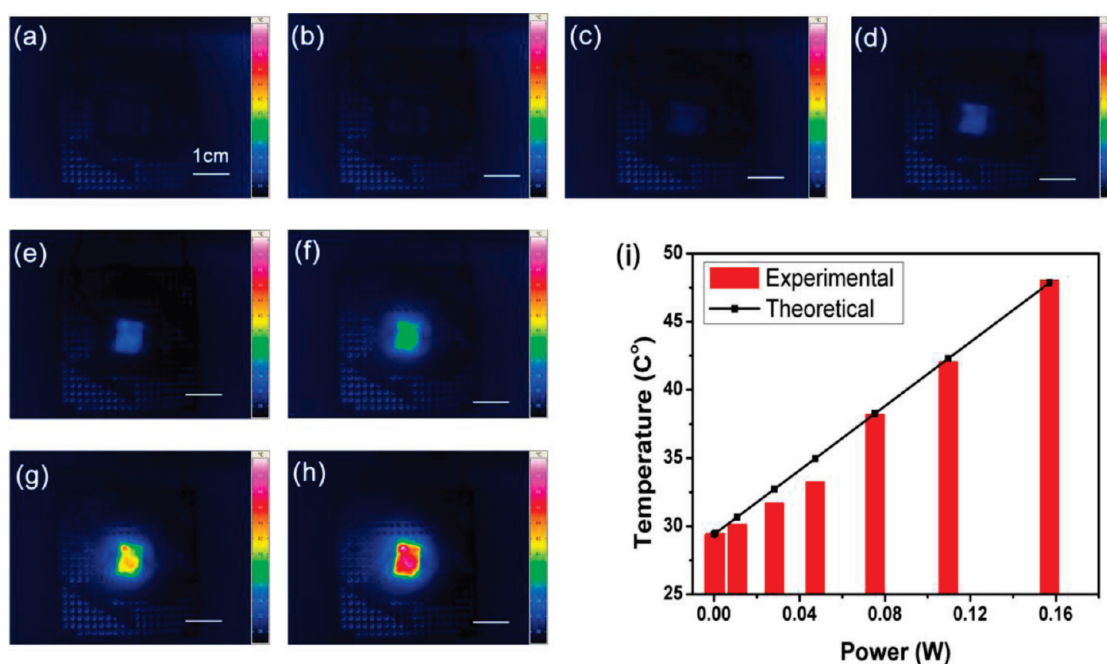 (a)
1cm
(b)
(c)
(d)
(e)
(f)
(g)
(h)
(i)
50
45
40
35
30
25
Temperature (C°)
Experimental
Theoretical
0.00 0.04 0.08 0.12 0.16
Power (W)